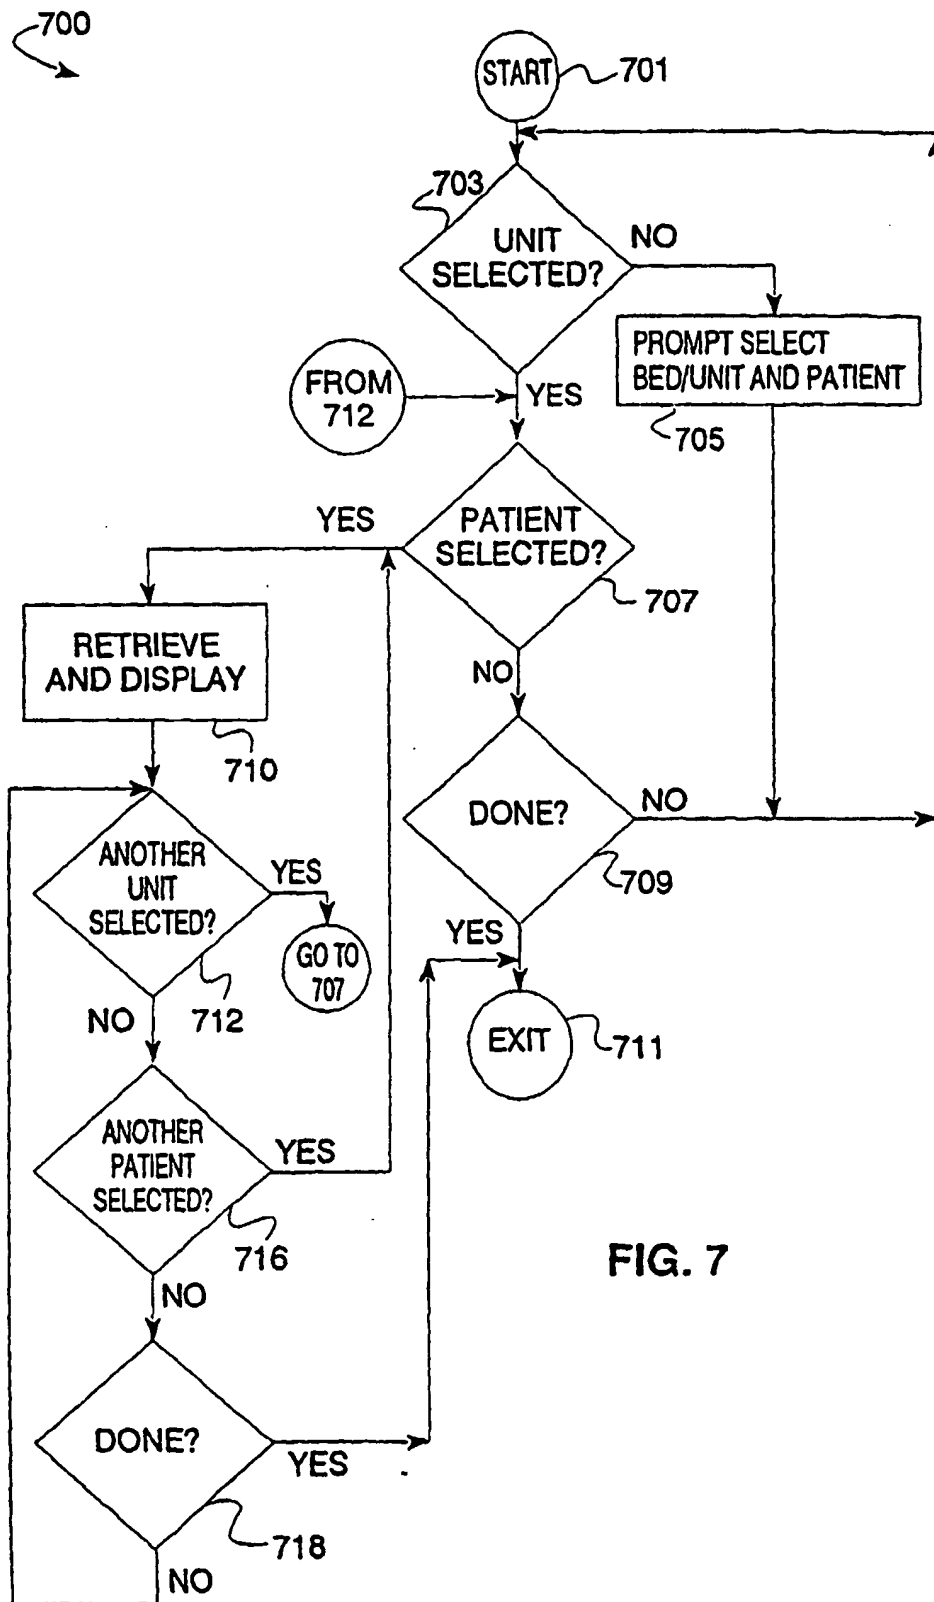 700
START
701
703
UNIT
SELECTED?
NO
PROMPT SELECT
BED/UNIT AND PATIENT
705
FROM
712
YES
YES
PATIENT
SELECTED?
707
NO
RETRIEVE
AND DISPLAY
710
DONE?
NO
709
YES
ANOTHER
UNIT
SELECTED?
YES
GO TO
707
712
NO
EXIT
711
ANOTHER
PATIENT
SELECTED?
YES
716
NO
FIG. 7
DONE?
YES
718
NO